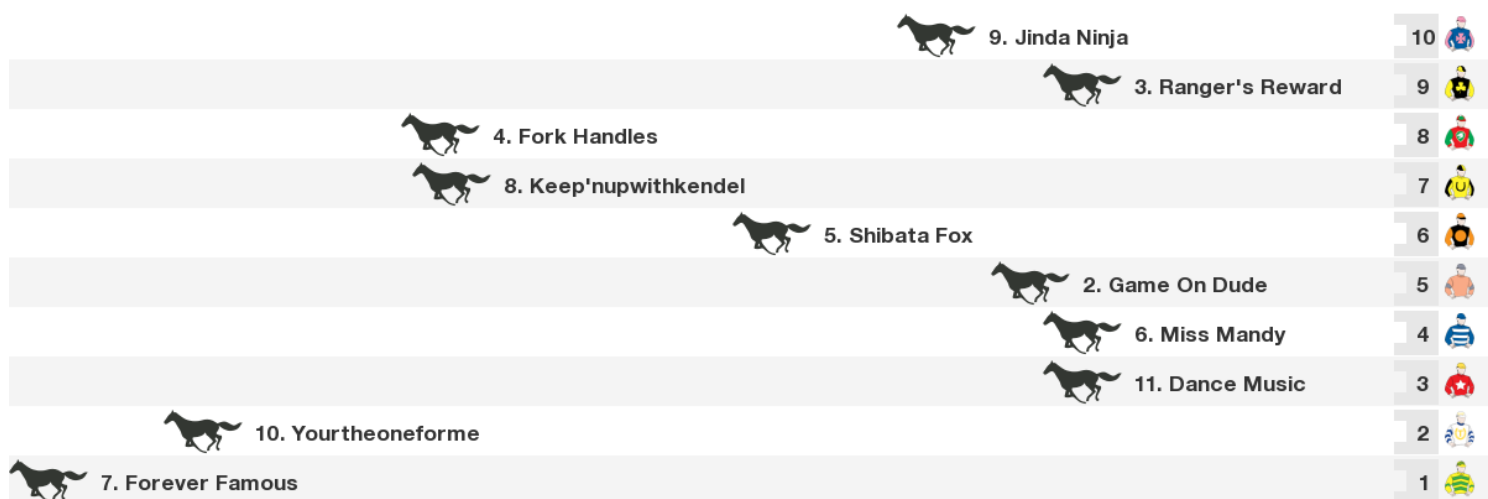 9. Jinda Ninja 10
3. Ranger's Reward 9
4. Fork Handles 8
8. Keep'nupwithkendel 7
5. Shibata Fox 6
2. Game On Dude 5
6. Miss Mandy 4
11. Dance Music 3
10. Yourtheoneforme 2
7. Forever Famous 1